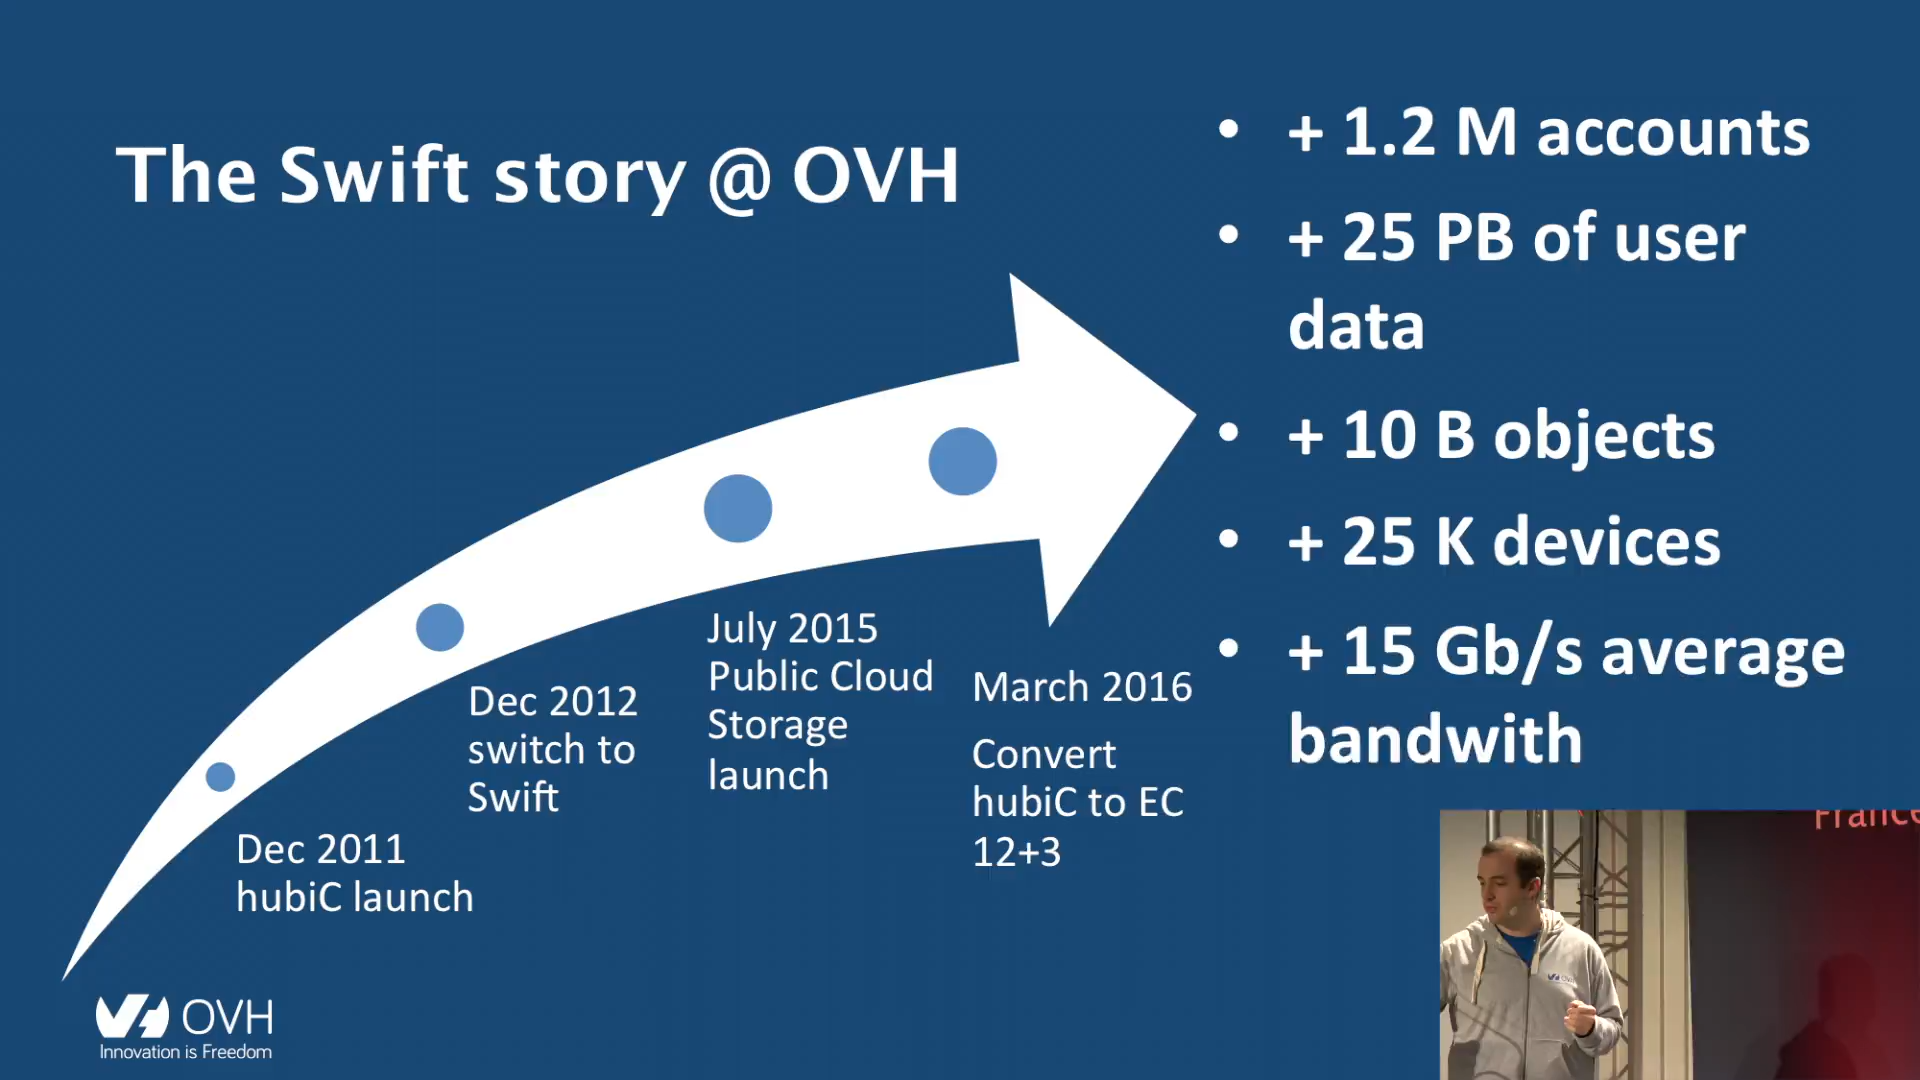 The Swift story @ OVH
• + 1.2 M accounts
• + 25 PB of user
data
• + 10 B objects
• + 25 K devices
• + 15 Gb/s average
bandwith
Dec 2011
hubiC launch
Dec 2012
switch to
Swift
July 2015
Public Cloud
Storage
launch
March 2016
Convert
hubiC to EC
12+3
OVH
Innovation is Freedom
France